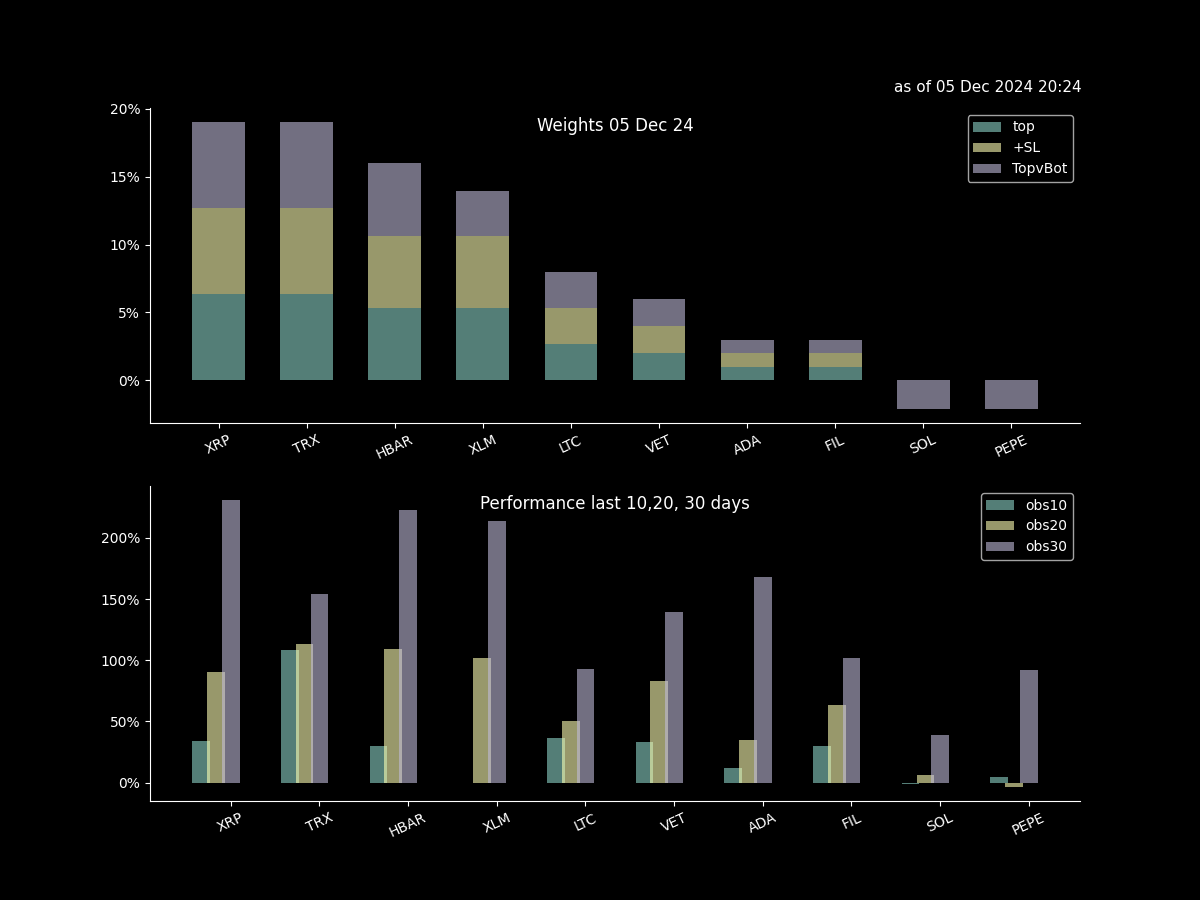 as of 05 Dec 2024 20:24
Weights 05 Dec 24
top
+SL
TopvBot
20%
15%
10%
5%
0%
XRP TRX HBAR XLM LTC VET ADA FIL SOL PEPE
Performance last 10,20, 30 days
obs10
obs20
obs30
200%
150%
100%
50%
0%
XRP TRX HBAR XLM LTC VET ADA FIL SOL PEPE